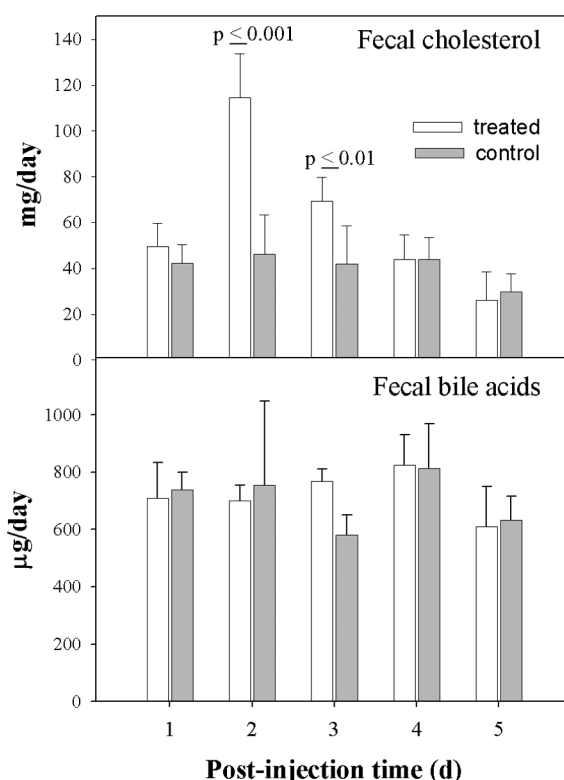 Fecal cholesterol
p ≤ 0.001
p ≤ 0.01
treated
control
mg/day
140
120
100
80
60
40
20
0
Fecal bile acids
μg/day
1000
800
600
400
200
0
1 2 3 4 5
Post-injection time (d)